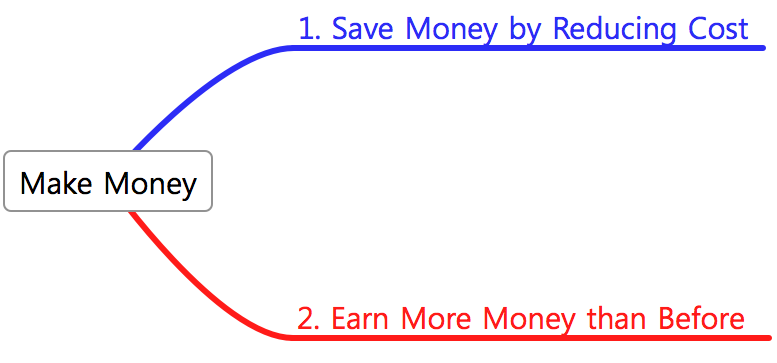 1. Save Money by Reducing Cost
Make Money
2. Earn More Money than Before